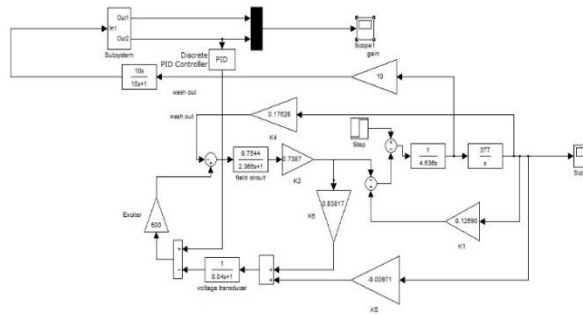 Out1
In1
Out2
Subsystem
Scope1
gain
Discrete
PID Controller
PID
10s
10s+1
wash out
10
wash out
0.17628
K4
Step
0.7544
2.365s+1
field circuit
0.7387
K2
1
4.636s
377
s
0.83817
K6
0.12590
K1
Exciter
500
1
0.04s+1
voltage transducer
-0.00971
K5